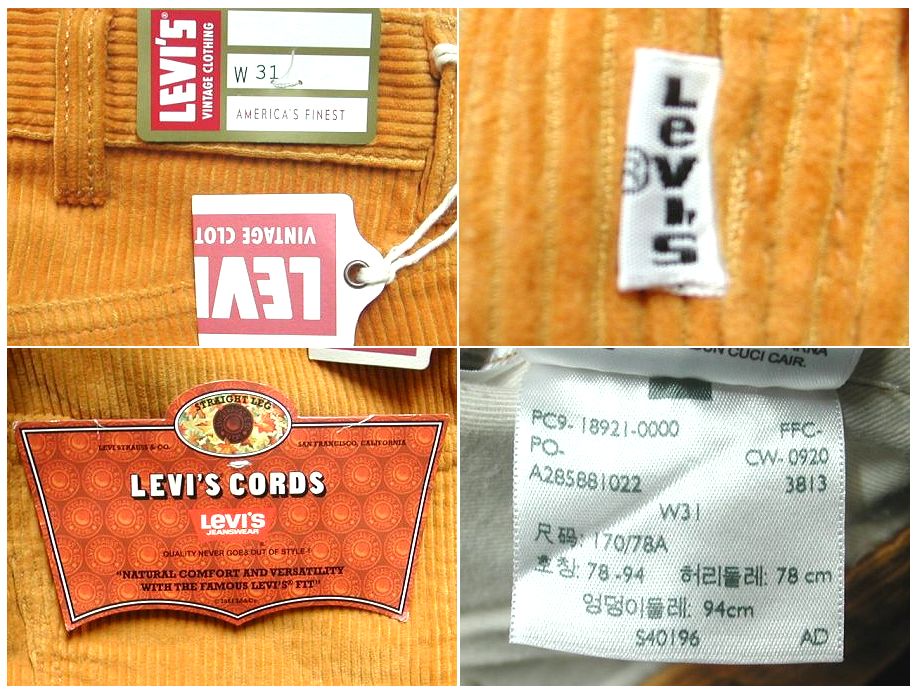 LEVI'S®
VINTAGE CLOTHING
W 31
AMERICA'S FINEST
LEVI
VINTAGE CLOT
LeVI'S
®
STRAIGHT LEG
LEVI STRAUSS & CO. SAN FRANCISCO, CALIFORNIA
LEVI'S CORDS
LeVI'S
JEANSWEAR
QUALITY NEVER GOES OUT OF STYLE®
"NATURAL COMFORT AND VERSATILITY
WITH THE FAMOUS LEVI'S® FIT"
CUCI CAIR.
PC9-18921-0000 FFC-
PO- CW-0920
A285881022 3813
W31
尺码: 170/78A
호칭: 78-94 허리둘레: 78 cm
엉덩이둘레: 94cm
S40196 AD